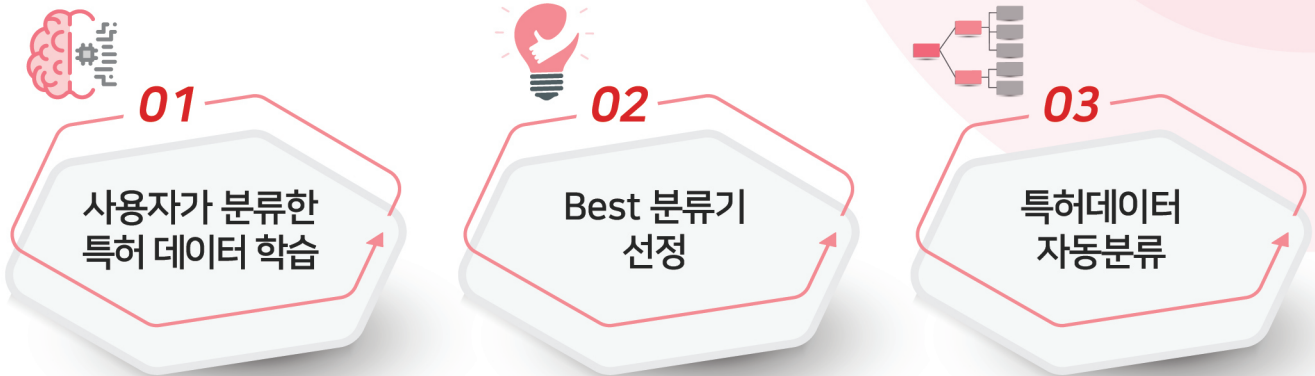 01
사용자가 분류한
특허 데이터 학습
02
Best 분류기
선정
03
특허데이터
자동분류